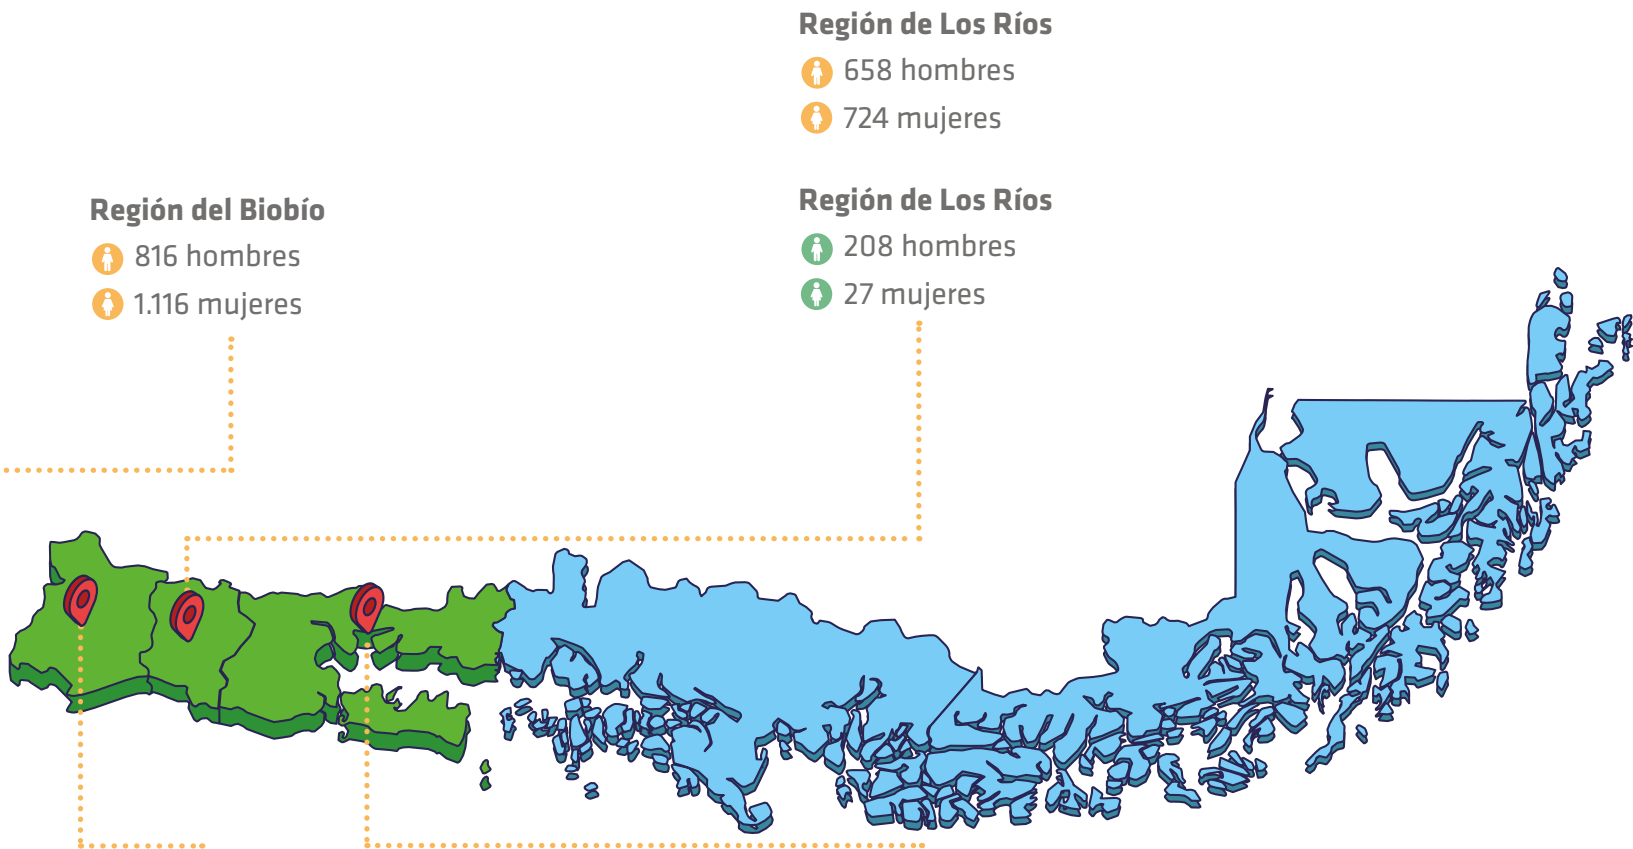 Región de Los Ríos
658 hombres
724 mujeres
Región del Biobío
816 hombres
1.116 mujeres
Región de Los Ríos
208 hombres
27 mujeres